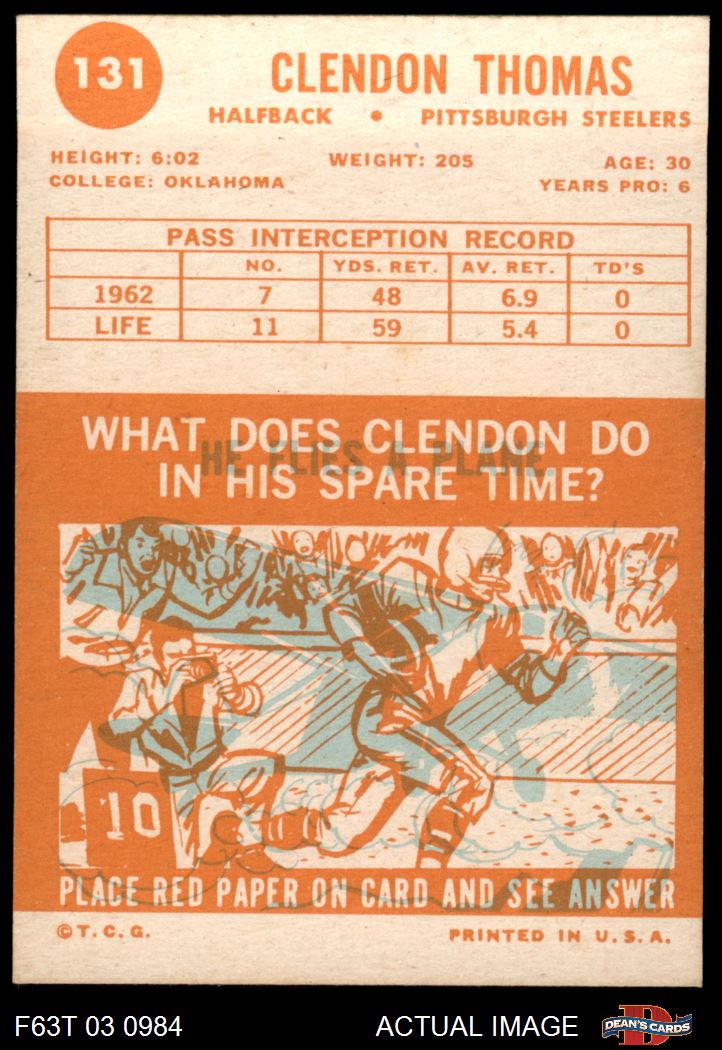 131
CLENDON THOMAS
HALFBACK • PITTSBURGH STEELERS
HEIGHT: 6:02 WEIGHT: 205 AGE: 30
COLLEGE: OKLAHOMA YEARS PRO: 6
PASS INTERCEPTION RECORD
NO. YDS. RET. AV. RET. TD'S
1962 7 48 6.9 0
LIFE 11 59 5.4 0
WHAT DOES CLENDON DO
HE FLIES A PLANE.
IN HIS SPARE TIME?
10
PLACE RED PAPER ON CARD AND SEE ANSWER
©T.C.G. PRINTED IN U.S.A.
F63T 03 0984 ACTUAL IMAGE D DEAN'S CARDS